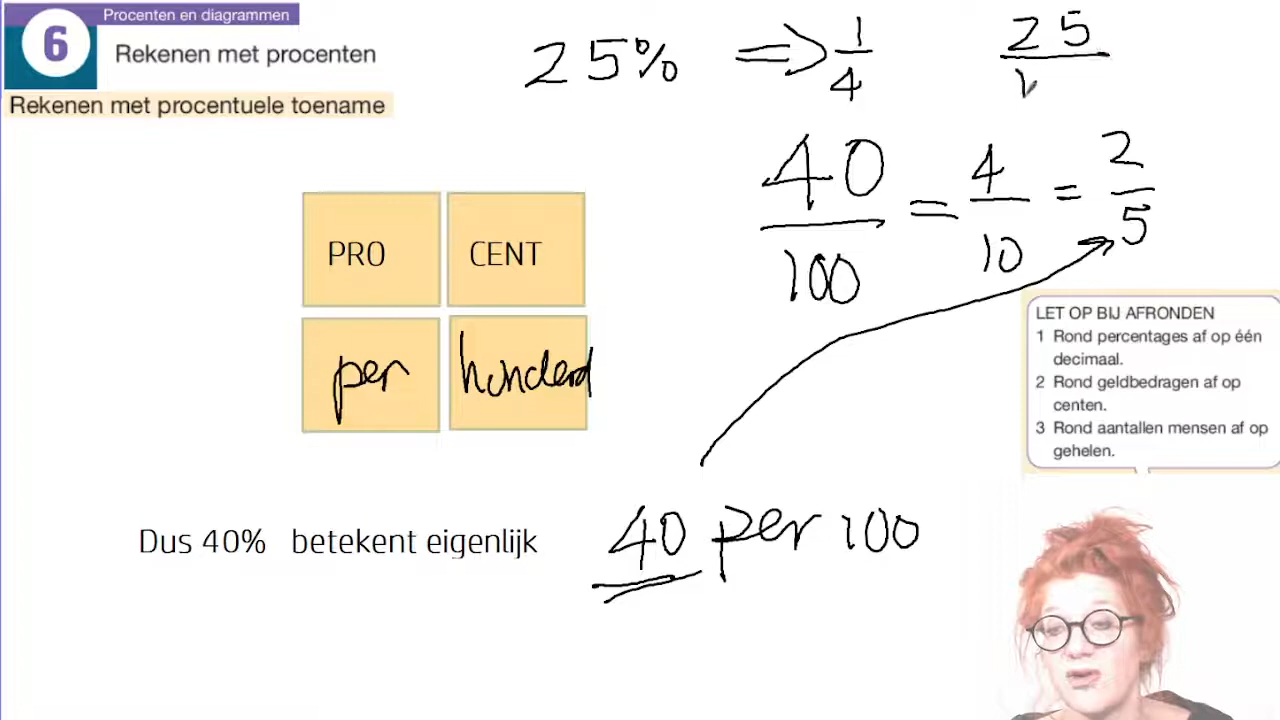 Procenten en diagrammen
6
Rekenen met procenten
Rekenen met procentuele toename
25% => 1/4
25
1
40/100 = 4/10 = 2/5
PRO CENT
per honderd
LET OP BIJ AFRONDEN
1 Rond percentages af op één
decimaal.
2 Rond geldbedragen af op
centen.
3 Rond aantallen mensen af op
gehelen.
Dus 40% betekent eigenlijk 40 per 100